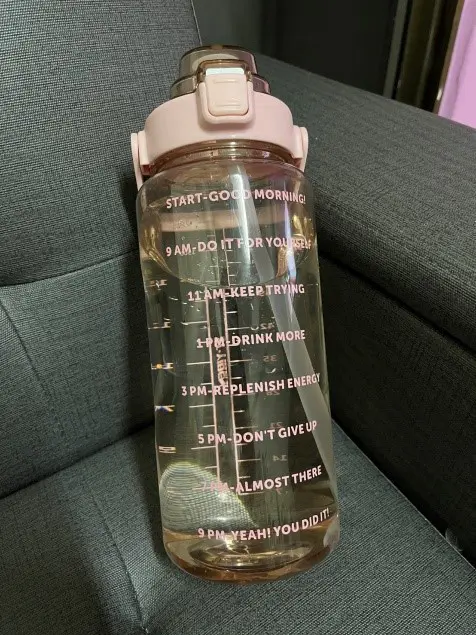 START-GOOD MORNING!
9 AM-DO IT FOR YOURSELF
11 AM-KEEP TRYING
1 PM-DRINK MORE
3 PM-REPLENISH ENERGY
5 PM-DON'T GIVE UP
PM-ALMOST THERE
9 PM-YEAH! YOU DID IT!